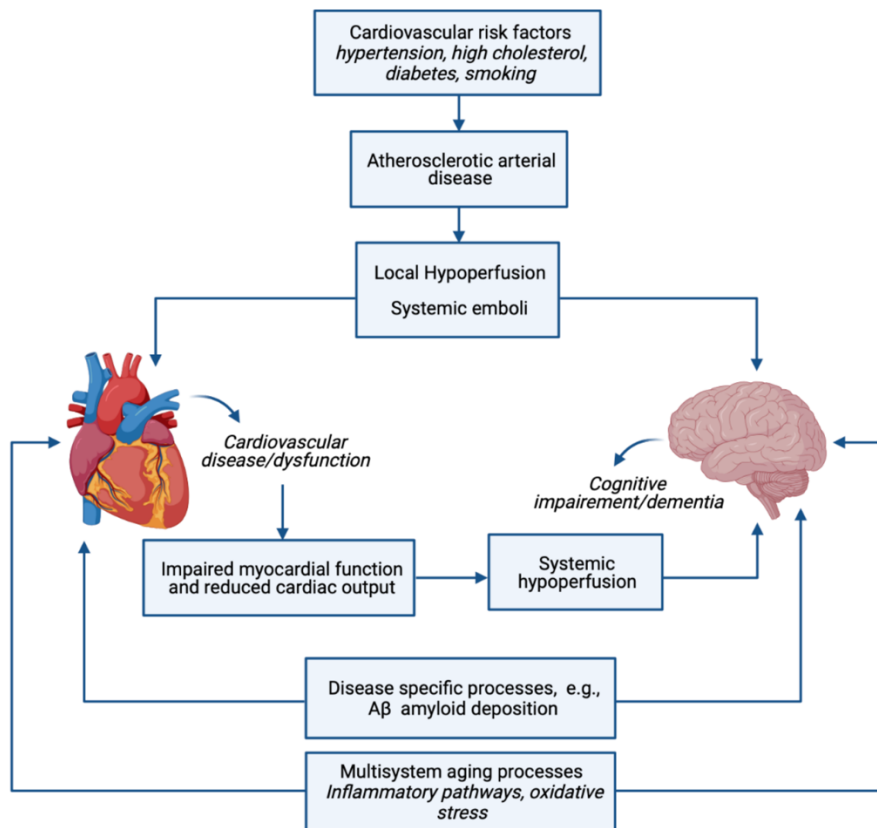 Cardiovascular risk factors
hypertension, high cholesterol,
diabetes, smoking
Atherosclerotic arterial
disease
Local Hypoperfusion
Systemic emboli
Cardiovascular
disease/dysfunction
Cognitive
impairement/dementia
Impaired myocardial function
and reduced cardiac output
Systemic
hypoperfusion
Disease specific processes, e.g.,
Aβ amyloid deposition
Multisystem aging processes
Inflammatory pathways, oxidative
stress